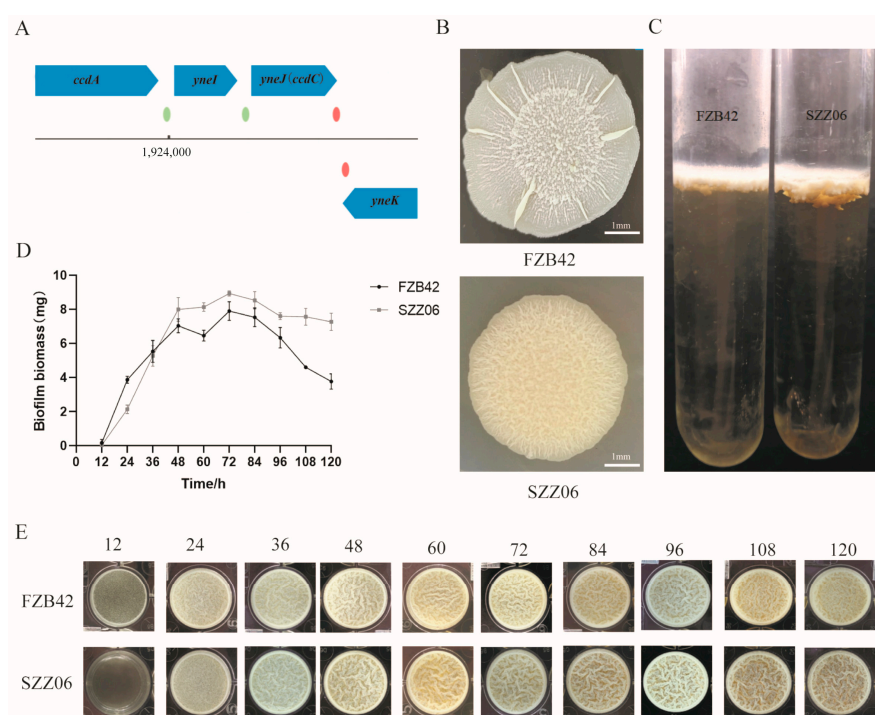 A
ccdA
yneI
yneJ(ccdC)
1,924,000
yneK
B
1mm
FZB42
1mm
SZZ06
C
FZB42
SZZ06
D
Biofilm biomass(mg)
10
8
6
4
2
0
0 12 24 36 48 60 72 84 96 108 120
Time/h
FZB42
SZZ06
E
12 24 36 48 60 72 84 96 108 120
FZB42
SZZ06